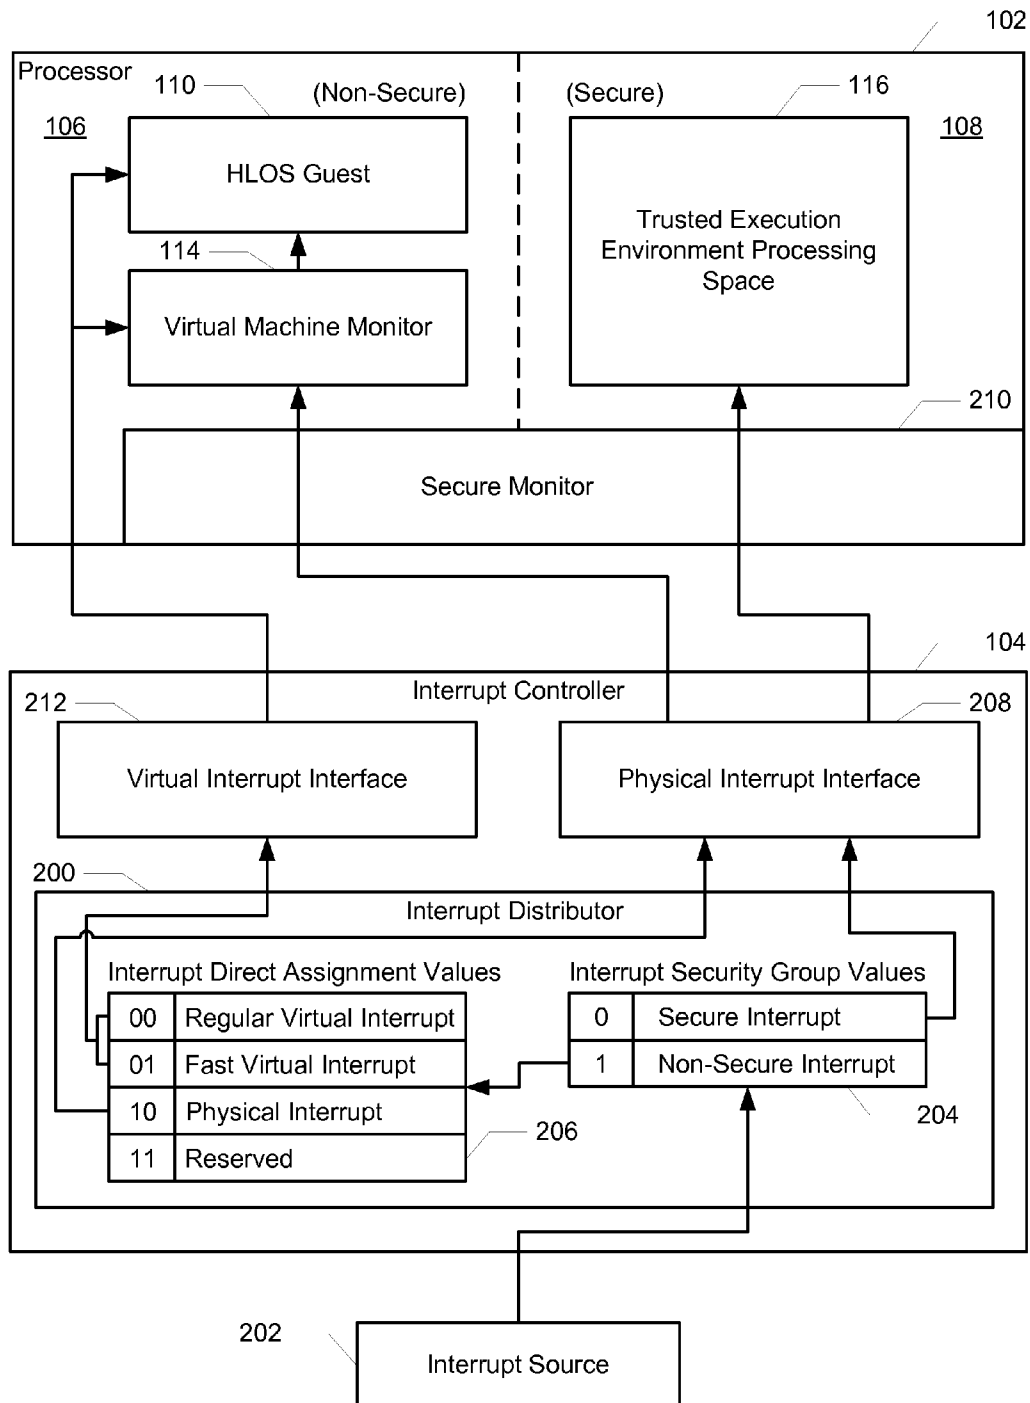 102
Processor
110
(Non-Secure)
(Secure)
116
106
108
HLOS Guest
Trusted Execution
Environment Processing
Space
114
Virtual Machine Monitor
210
Secure Monitor
104
Interrupt Controller
212
208
Virtual Interrupt Interface
Physical Interrupt Interface
200
Interrupt Distributor
Interrupt Direct Assignment Values
Interrupt Security Group Values
00 Regular Virtual Interrupt
0 Secure Interrupt
01 Fast Virtual Interrupt
1 Non-Secure Interrupt
10 Physical Interrupt
204
206
11 Reserved
202
Interrupt Source